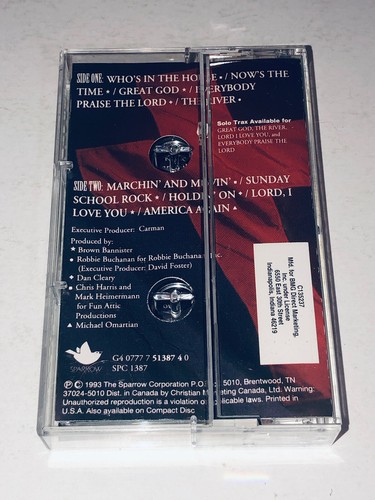 SIDE ONE: WHO'S IN THE HOUSE • / NOW'S THE
TIME • / GREAT GOD • / EVERYBODY
PRAISE THE LORD • / THE RIVER •
Solo Trax Available for
GREAT GOD, THE RIVER,
LORD I LOVE YOU, and
EVERYBODY PRAISE THE
LORD
SIDE TWO: MARCHIN' AND MOVIN' • / SUNDAY
SCHOOL ROCK • / HOLDIN' ON • / LORD, I
LOVE YOU • / AMERICA AGAIN ▲
Executive Producer: Carman
Produced by:
★ Brown Bannister
• Robbie Buchanan for Robbie Buchanan Inc.
(Executive Producer; David Foster)
• Dan Cleary
• Chris Harris and
Mark Heimermann
for Fun Attic
Productions
▲ Michael Omartian
C135237
Mfd. for BMG Direct Marketing,
Inc. under License
6550 East 30th Street
Indianapolis, Indiana 46219
SPARROW
G4 0777 7 51387 4 0
SPC 1387
Ⓟ © 1993 The Sparrow Corporation P.O. Box 5010, Brentwood, TN
37024-5010 Dist. in Canada by Christian Marketing Canada, Ltd. Warning:
Unauthorized reproduction is a violation of applicable laws. Printed in
U.S.A. Also available on Compact Disc